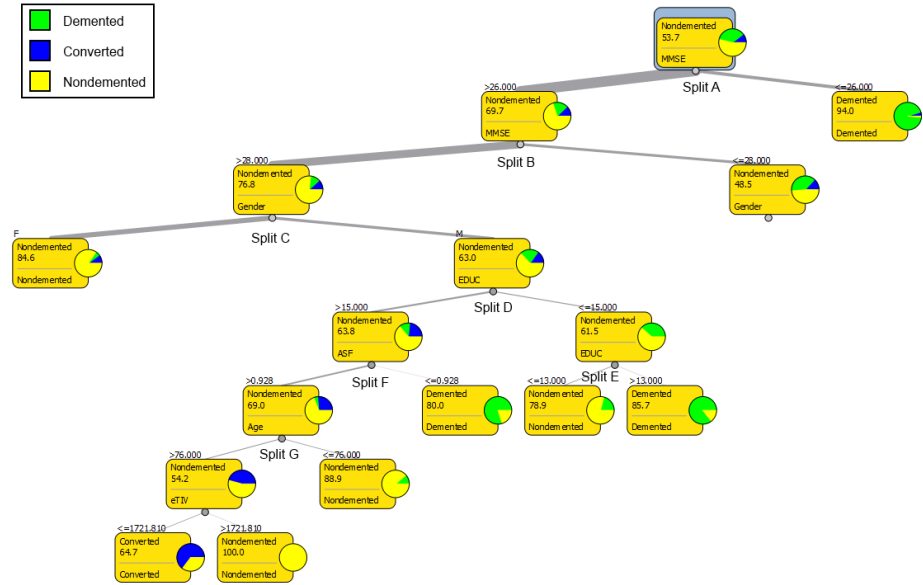 Demented
Converted
Nondemented
Nondemented
53.7
MMSE
Split A
>26.000
Nondemented
69.7
MMSE
<=26.000
Demented
94.0
Demented
Split B
>28.000
Nondemented
76.8
Gender
<=28.000
Nondemented
48.5
Gender
Split C
F
Nondemented
84.6
Nondemented
M
Nondemented
63.0
EDUC
Split D
>15.000
Nondemented
63.8
ASF
<=15.000
Nondemented
61.5
EDUC
Split F
Split E
>0.928
Nondemented
69.0
Age
<=0.928
Demented
80.0
Demented
<=13.000
Nondemented
78.9
Nondemented
>13.000
Demented
85.7
Demented
Split G
>76.000
Nondemented
54.2
eTIV
<=76.000
Nondemented
88.9
Nondemented
<=1721.810
Converted
64.7
Converted
>1721.810
Nondemented
100.0
Nondemented